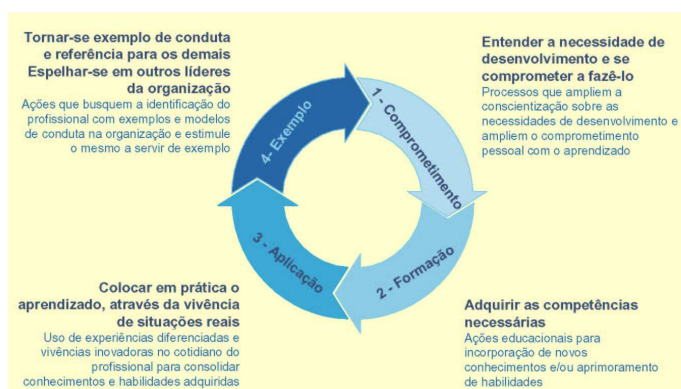 Tornar-se exemplo de conduta
e referência para os demais
Espelhar-se em outros líderes
da organização
Ações que busquem a identificação do
profissional com exemplos e modelos
de conduta na organização e estimule
o mesmo a servir de exemplo
Entender a necessidade de
desenvolvimento e se
comprometer a fazê-lo
Processos que ampliem a
conscientização sobre as
necessidades de desenvolvimento e
ampliem o comprometimento
pessoal com o aprendizado
4- Exemplo
1 - Comprometimento
3 - Aplicação
2 - Formação
Colocar em prática o
aprendizado, através da vivência
de situações reais
Uso de experiências diferenciadas e
vivências inovadoras no cotidiano do
profissional para consolidar
conhecimentos e habilidades adquiridas
Adquirir as competências
necessárias
Ações educacionais para
incorporação de novos
conhecimentos e/ou aprimoramento
de habilidades